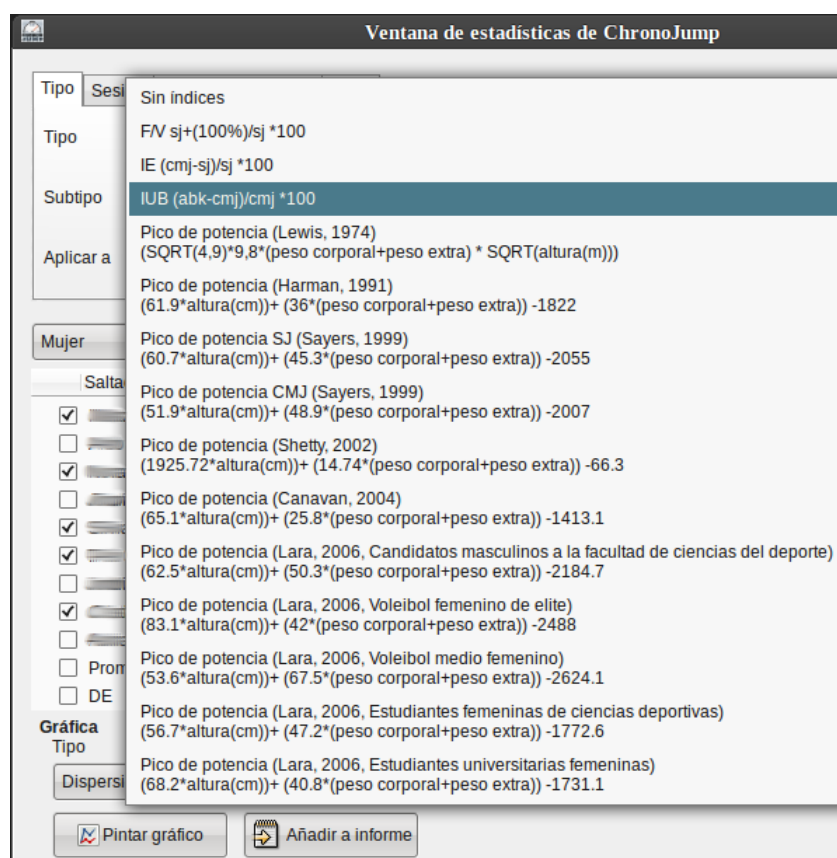 Ventana de estadísticas de ChronoJump
Tipo
Sesi
Tipo
Subtipo
Aplicar a
Sin índices
F/V sj+(100%)/sj *100
IE (cmj-sj)/sj *100
IUB (abk-cmj)/cmj *100
Pico de potencia (Lewis, 1974)
(SQRT(4,9)*9,8*(peso corporal+peso extra) * SQRT(altura(m)))
Pico de potencia (Harman, 1991)
(61.9*altura(cm))+ (36*(peso corporal+peso extra)) -1822
Pico de potencia SJ (Sayers, 1999)
(60.7*altura(cm))+ (45.3*(peso corporal+peso extra)) -2055
Pico de potencia CMJ (Sayers, 1999)
(51.9*altura(cm))+ (48.9*(peso corporal+peso extra)) -2007
Pico de potencia (Shetty, 2002)
(1925.72*altura(cm))+ (14.74*(peso corporal+peso extra)) -66.3
Pico de potencia (Canavan, 2004)
(65.1*altura(cm))+ (25.8*(peso corporal+peso extra)) -1413.1
Pico de potencia (Lara, 2006, Candidatos masculinos a la facultad de ciencias del deporte)
(62.5*altura(cm))+ (50.3*(peso corporal+peso extra)) -2184.7
Pico de potencia (Lara, 2006, Voleibol femenino de elite)
(83.1*altura(cm))+ (42*(peso corporal+peso extra)) -2488
Pico de potencia (Lara, 2006, Voleibol medio femenino)
(53.6*altura(cm))+ (67.5*(peso corporal+peso extra)) -2624.1
Pico de potencia (Lara, 2006, Estudiantes femeninas de ciencias deportivas)
(56.7*altura(cm))+ (47.2*(peso corporal+peso extra)) -1772.6
Pico de potencia (Lara, 2006, Estudiantes universitarias femeninas)
(68.2*altura(cm))+ (40.8*(peso corporal+peso extra)) -1731.1
Mujer
Salta
Prom
DE
Gráfica
Tipo
Dispersi
Pintar gráfico
Añadir a informe